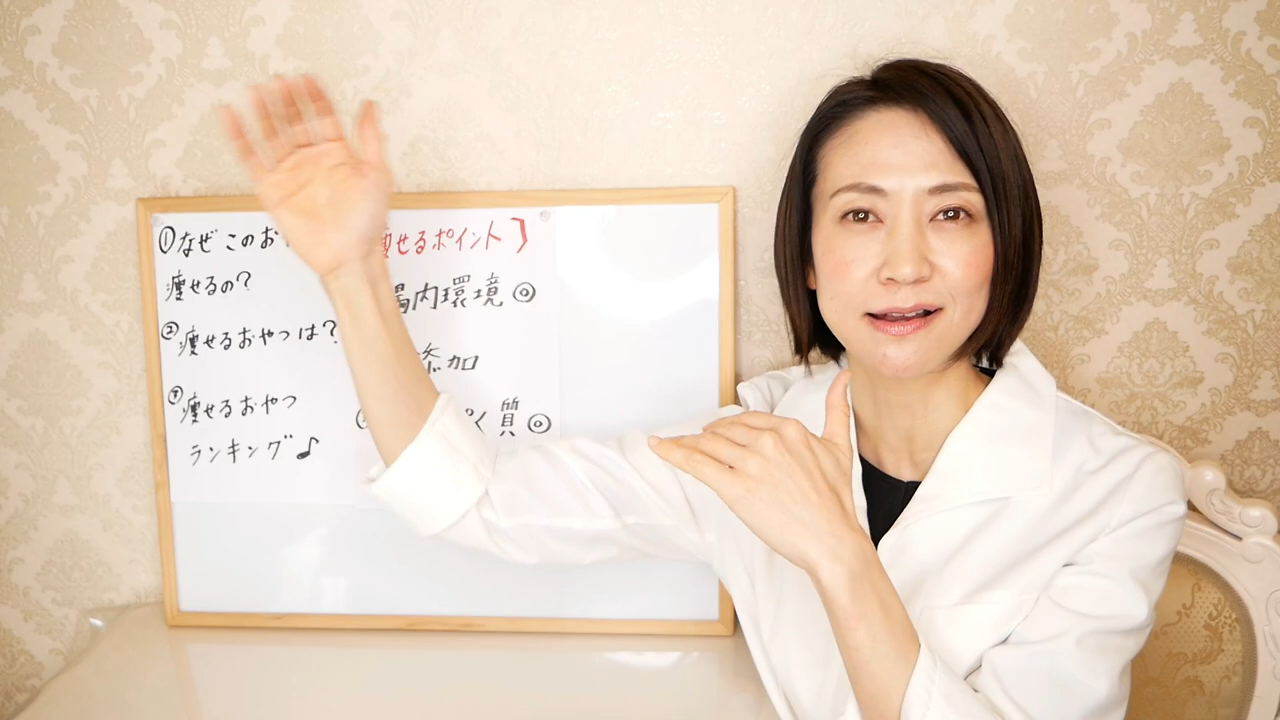 ①なぜ このお
痩せるの?
②痩せるおやつは?
③痩せるおやつ
ランキング♪
痩せるポイント】
内環境◎
添加
く質◎